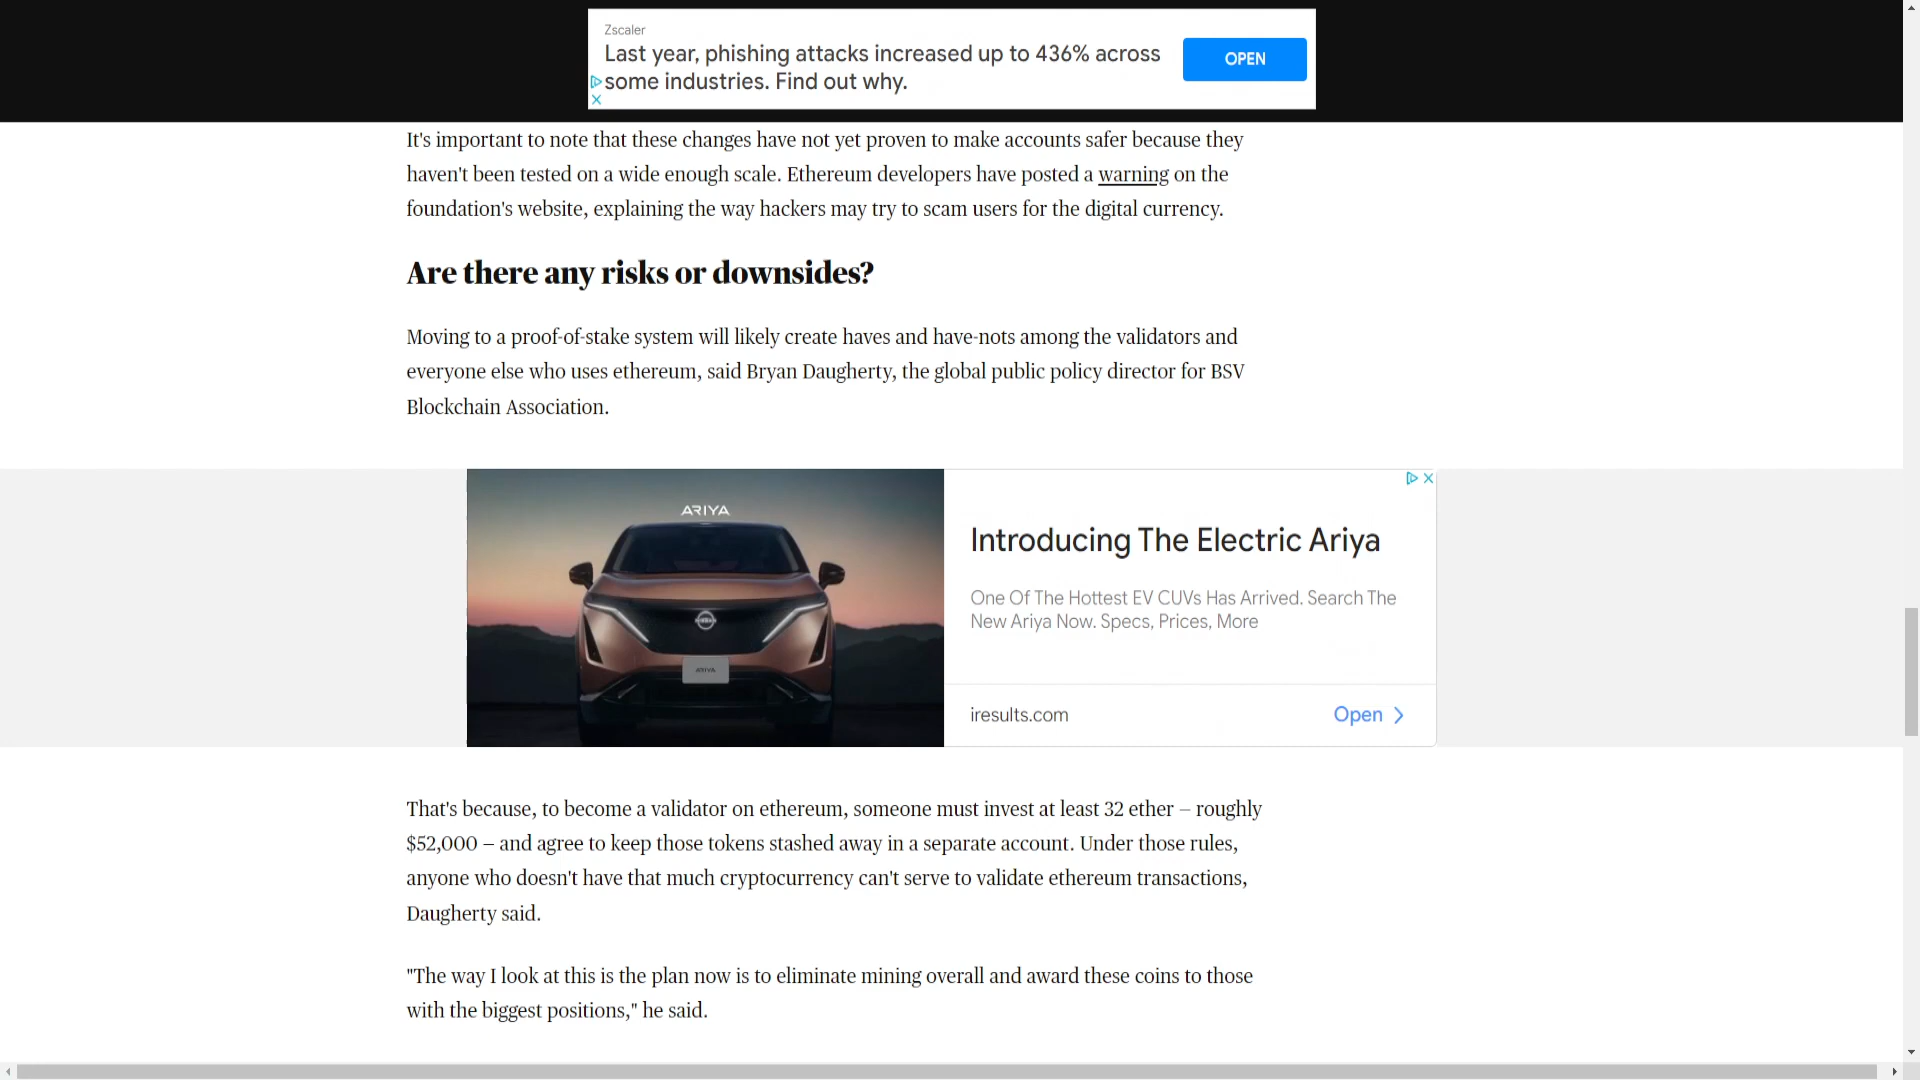 Zscaler
Last year, phishing attacks increased up to 436% across
some industries. Find out why.
OPEN
It's important to note that these changes have not yet proven to make accounts safer because they
haven't been tested on a wide enough scale. Ethereum developers have posted a warning on the
foundation's website, explaining the way hackers may try to scam users for the digital currency.
Are there any risks or downsides?
Moving to a proof-of-stake system will likely create haves and have-nots among the validators and
everyone else who uses ethereum, said Bryan Daugherty, the global public policy director for BSV
Blockchain Association.
ARIYA
NISSAN
ARIYA
Introducing The Electric Ariya
One Of The Hottest EV CUVs Has Arrived. Search The
New Ariya Now. Specs, Prices, More
iresults.com
Open
That's because, to become a validator on ethereum, someone must invest at least 32 ether – roughly
$52,000 – and agree to keep those tokens stashed away in a separate account. Under those rules,
anyone who doesn't have that much cryptocurrency can't serve to validate ethereum transactions,
Daugherty said.
"The way I look at this is the plan now is to eliminate mining overall and award these coins to those
with the biggest positions," he said.